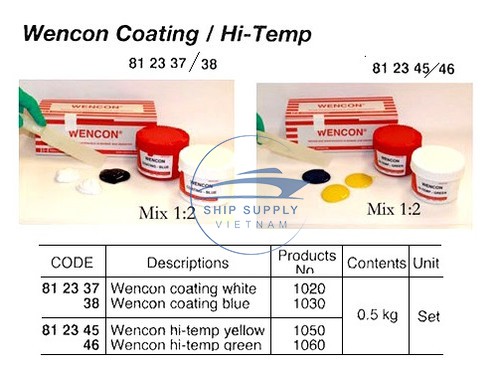 Wencon Coating / Hi-Temp
81 23 37/38
81 23 45/46
WENCON®
WENCON
COATING - BLUE
WENCON
Mix 1:2
WENCON®
WENCON
WENCON
HI-TEMP - GREEN
Mix 1:2
SHIP SUPPLY
VIETNAM
CODE Descriptions Products No. Contents Unit
81 23 37 Wencon coating white 1020 0.5 kg Set
38 Wencon coating blue 1030
81 23 45 Wencon hi-temp yellow 1050
46 Wencon hi-temp green 1060